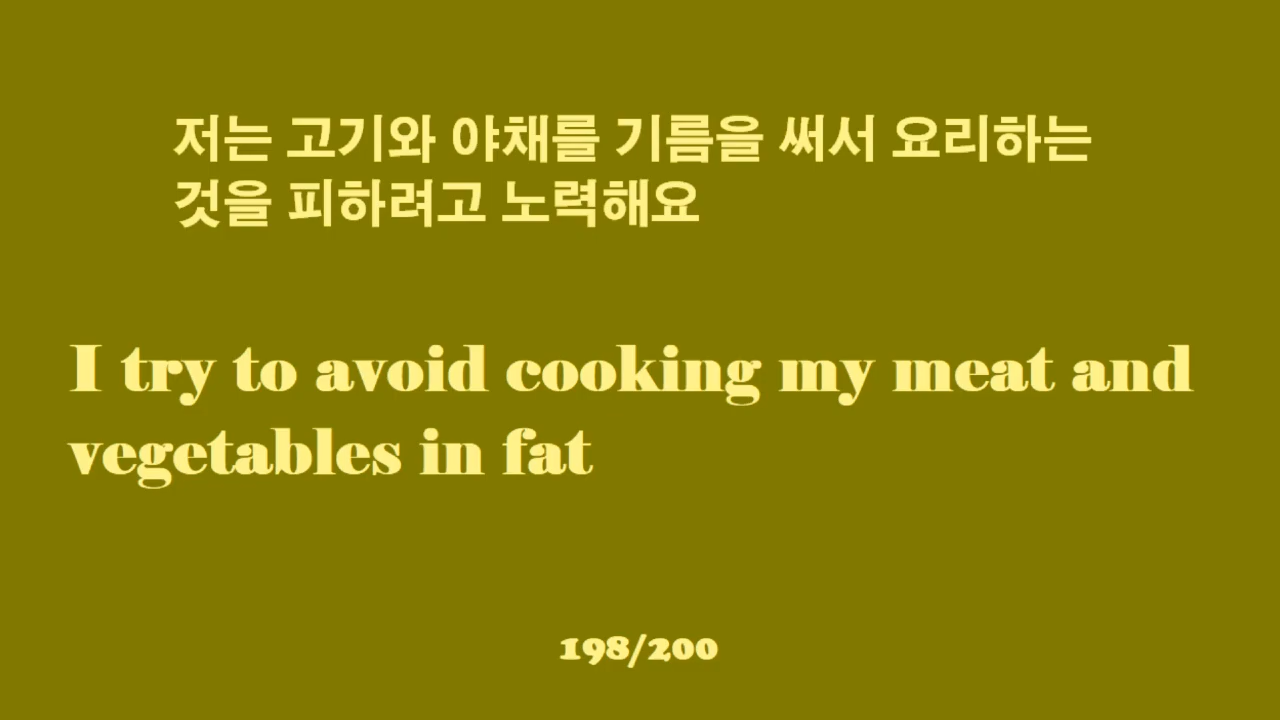 저는 고기와 야채를 기름을 써서 요리하는
것을 피하려고 노력해요
I try to avoid cooking my meat and
vegetables in fat
198/200